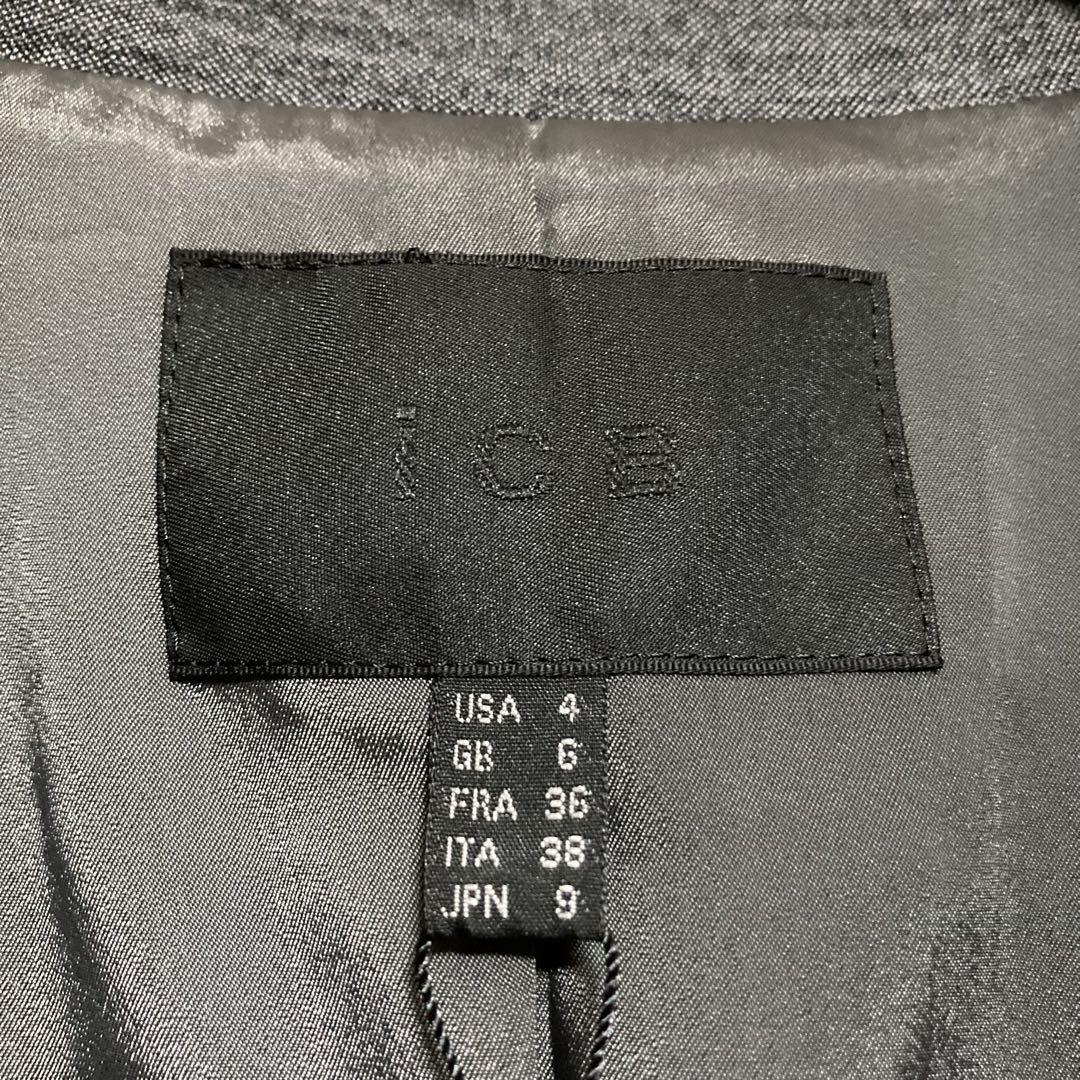 iCB
USA 4
GB 6
FRA 36
ITA 38
JPN 9